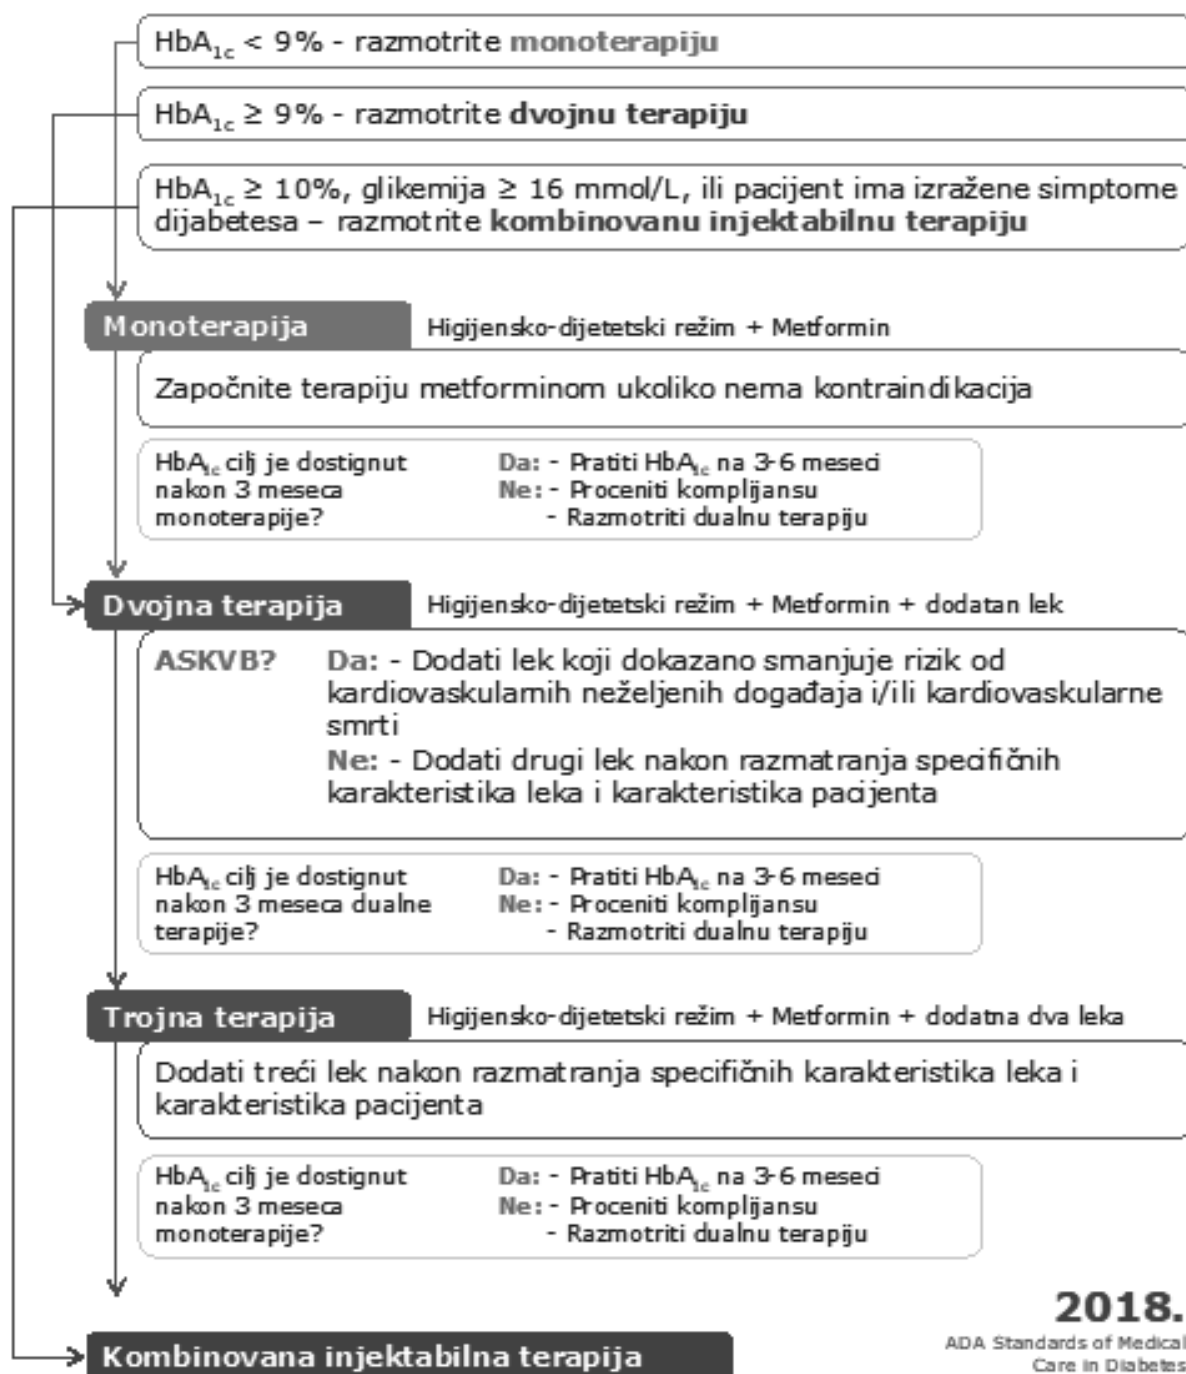 HbA1c < 9% - razmotrite monoterapiju
HbA1c ≥ 9% - razmotrite dvojnu terapiju
HbA1c ≥ 10%, glikemija ≥ 16 mmol/L, ili pacijent ima izražene simptome
dijabetesa – razmotrite kombinovanu injektabilnu terapiju
Monoterapija
Higijensko-dijetetski režim + Metformin
Započnite terapiju metforminom ukoliko nema kontraindikacija
HbA1c cilj je dostignut
nakon 3 meseca
monoterapije?
Da: - Pratiti HbA1c na 3-6 meseci
Ne: - Proceniti komplijansu
- Razmotriti dualnu terapiju
Dvojna terapija
Higijensko-dijetetski režim + Metformin + dodatan lek
ASKVB?
Da: - Dodati lek koji dokazano smanjuje rizik od
kardiovaskularnih neželjenih događaja i/ili kardiovaskularne
smrti
Ne: - Dodati drugi lek nakon razmatranja specifičnih
karakteristika leka i karakteristika pacijenta
HbA1c cilj je dostignut
nakon 3 meseca dualne
terapije?
Da: - Pratiti HbA1c na 3-6 meseci
Ne: - Proceniti komplijansu
- Razmotriti dualnu terapiju
Trojna terapija
Higijensko-dijetetski režim + Metformin + dodatna dva leka
Dodati treći lek nakon razmatranja specifičnih karakteristika leka i
karakteristika pacijenta
HbA1c cilj je dostignut
nakon 3 meseca
monoterapije?
Da: - Pratiti HbA1c na 3-6 meseci
Ne: - Proceniti komplijansu
- Razmotriti dualnu terapiju
Kombinovana injektabilna terapija
2018.
ADA Standards of Medical
Care in Diabetes